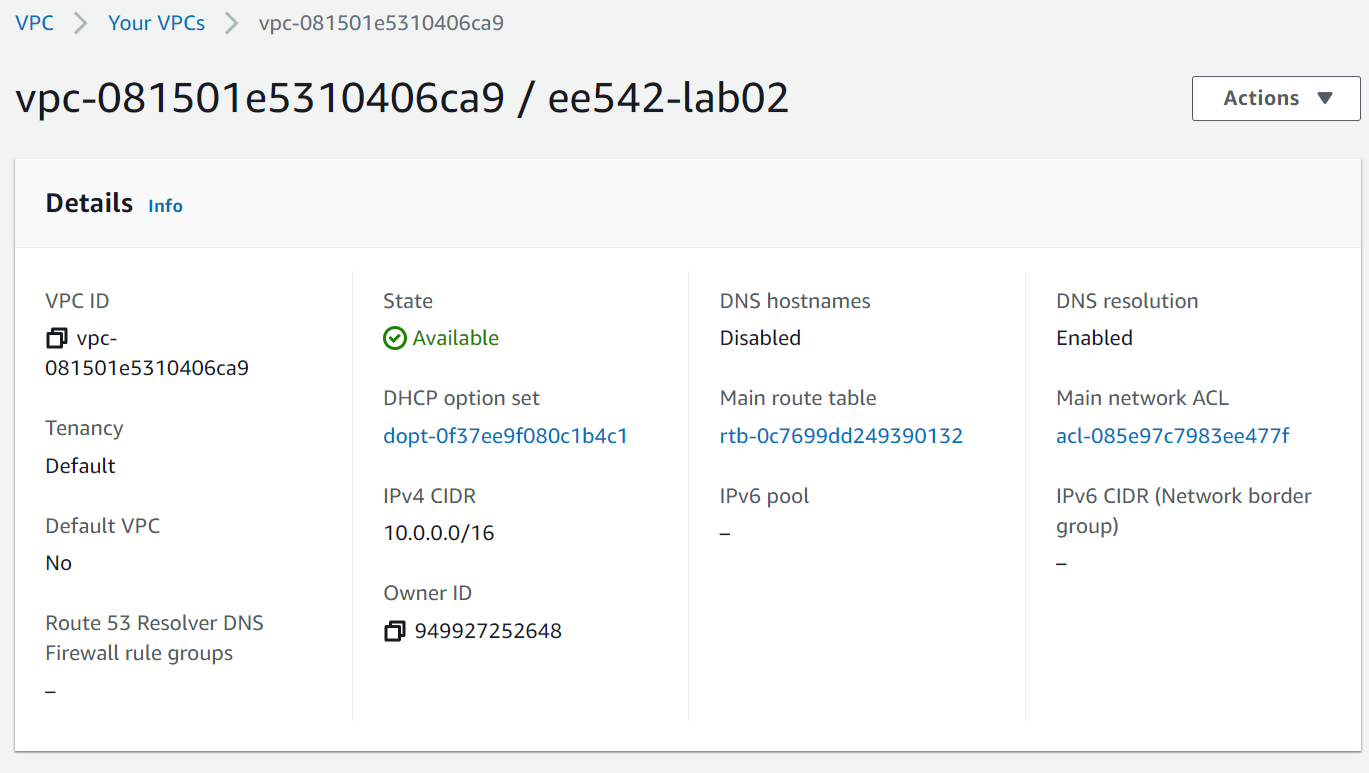 VPC > Your VPCs > vpc-081501e5310406ca9
vpc-081501e5310406ca9 / ee542-lab02
Actions
Details Info
VPC ID
vpc-
081501e5310406ca9
Tenancy
Default
Default VPC
No
Route 53 Resolver DNS
Firewall rule groups
–
State
Available
DHCP option set
dopt-0f37ee9f080c1b4c1
IPv4 CIDR
10.0.0.0/16
Owner ID
949927252648
DNS hostnames
Disabled
Main route table
rtb-0c7699dd249390132
IPv6 pool
–
DNS resolution
Enabled
Main network ACL
acl-085e97c7983ee477f
IPv6 CIDR (Network border
group)
–